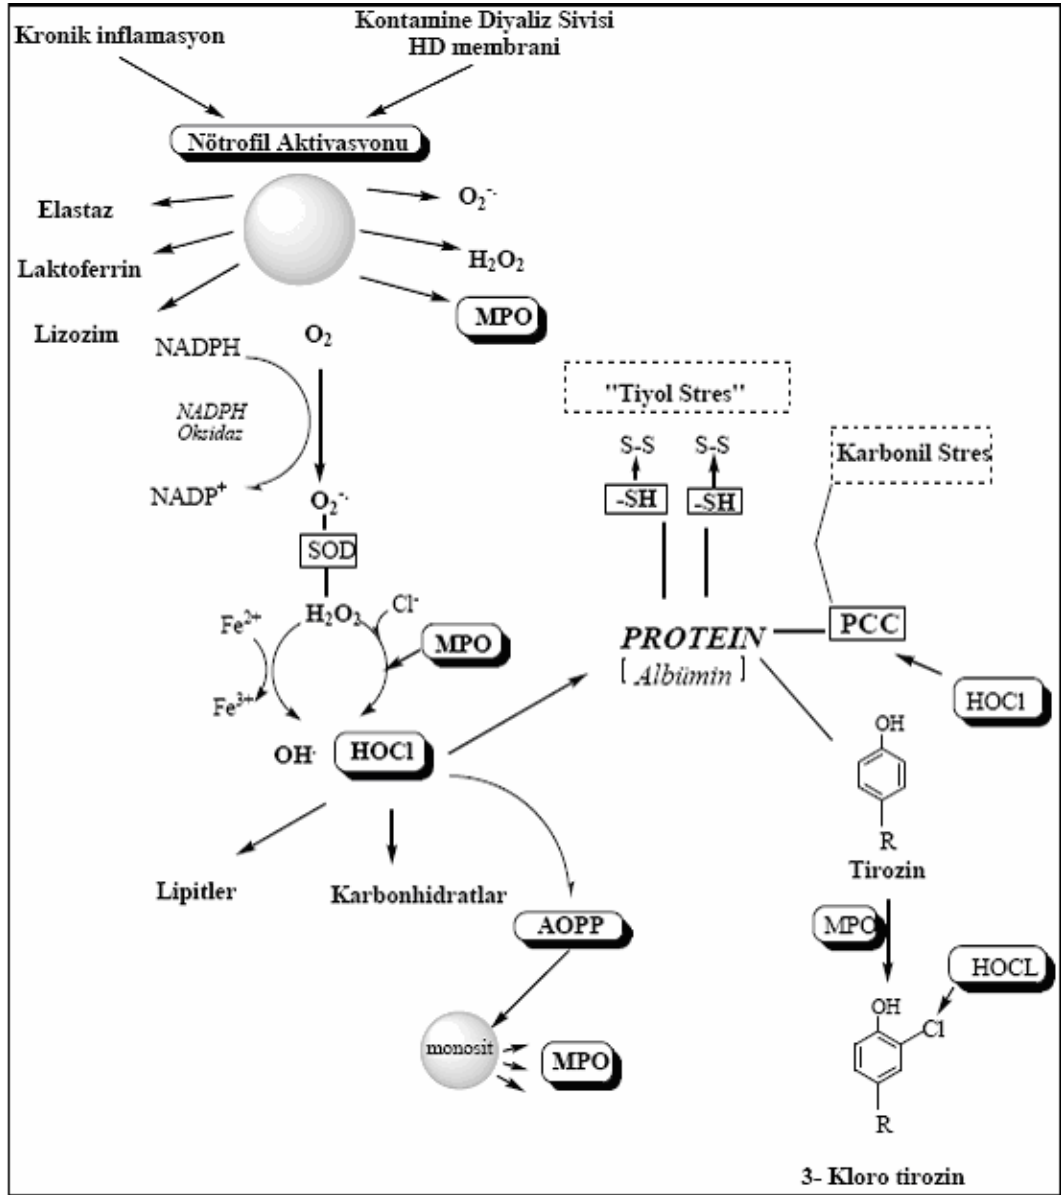 Kronik inflamasyon
Kontamine Diyaliz Sivisi
HD membrani
Nötrofil Aktivasyonu
Elastaz
Laktoferrin
Lizozim
O₂⁻·
H₂O₂
MPO
NADPH
O₂
NADPH
Oksidaz
NADP⁺
O₂⁻·
SOD
H₂O₂
Cl⁻
Fe²⁺
MPO
Fe³⁺
OH·
HOCl
Lipitler
Karbonhidratlar
AOPP
monosit
MPO
"Tiyol Stres"
S-S
S-S
-SH
-SH
Karbonil Stres
PROTEIN
[ Albümin ]
PCC
HOCl
OH
R
Tirozin
MPO
HOCL
OH
Cl
R
3- Kloro tirozin